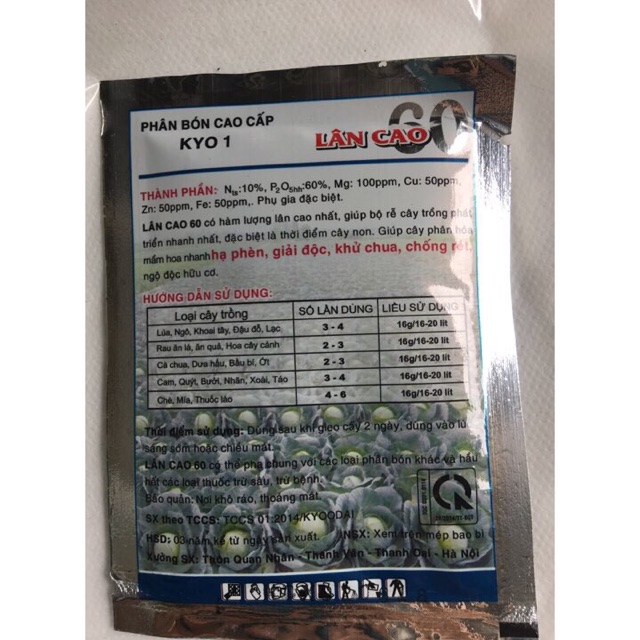 PHÂN BÓN CAO CẤP
KYO 1
LÂN CAO 60
THÀNH PHẦN: Nts:10%, P2O5hh:60%, Mg: 100ppm, Cu: 50ppm,
Zn: 50ppm, Fe: 50ppm,. Phụ gia đặc biệt.
LÂN CAO 60 có hàm lượng lân cao nhất, giúp bộ rễ cây trồng phát
triển nhanh nhất, đặc biệt là thời điểm cây non. Giúp cây phân hóa
mầm hoa nhanh hạ phèn, giải độc, khử chua, chống rét,
ngộ độc hữu cơ.
HƯỚNG DẪN SỬ DỤNG:
Loại cây trồng SỐ LẦN DÙNG LIỀU SỬ DỤNG
Lúa, Ngô, Khoai tây, Đậu đỗ, Lạc 3 - 4 16g/16-20 lít
Rau ăn lá, ăn quả, Hoa cây cảnh 2 - 3 16g/16-20 lít
Cà chua, Dưa hấu, Bầu bí, Ớt 2 - 3 16g/16-20 lít
Cam, Quýt, Bưởi, Nhãn, Xoài, Táo 3 - 4 16g/16-20 lít
Chè, Mía, Thuốc lào 4 - 6 16g/16-20 lít
Thời điểm sử dụng: Dùng sau khi gieo cấy 2 ngày, dùng vào lúc
sáng sớm hoặc chiều mát.
LÂN CAO 60 có thể pha chung với các loại phân bón khác và hầu
hết các loại thuốc trừ sâu, trừ bệnh.
Bảo quản: Nơi khô ráo, thoáng mát.
SX theo TCCS: TCCS 01:2014/KYOODAI
HSD: 03 năm kể từ ngày sản xuất. NSX: Xem trên mép bao bì
Xưởng SX: Thôn Quan Nhân - Thanh Văn - Thanh Oai - Hà Nội